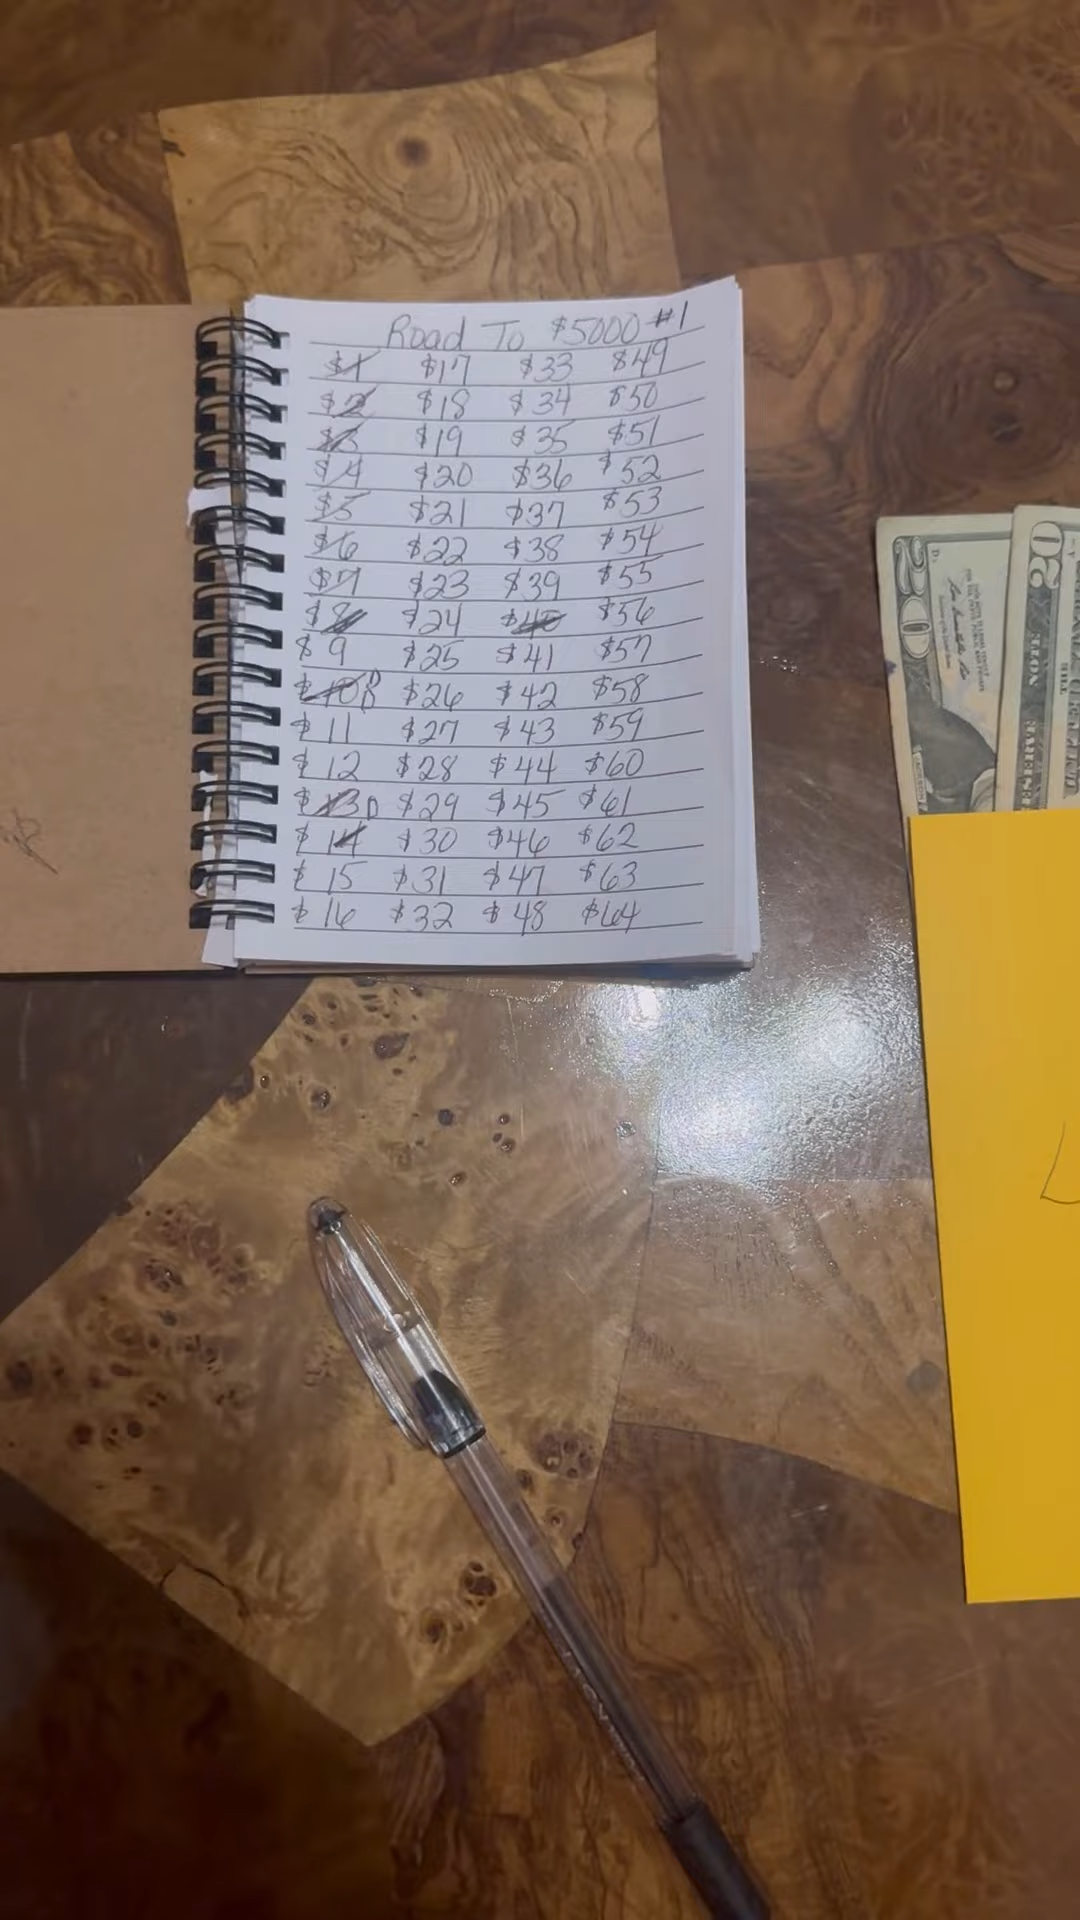 Road To $5000 #1
$1 $17 $33 $49
$2 $18 $34 $50
$3 $19 $35 $51
$4 $20 $36 $52
$5 $21 $37 $53
$6 $22 $38 $54
$7 $23 $39 $55
$8 $24 $40 $56
$9 $25 $41 $57
$10 $26 $42 $58
$11 $27 $43 $59
$12 $28 $44 $60
$13 $29 $45 $61
$14 $30 $46 $62
$15 $31 $47 $63
$16 $32 $48 $64
20
20